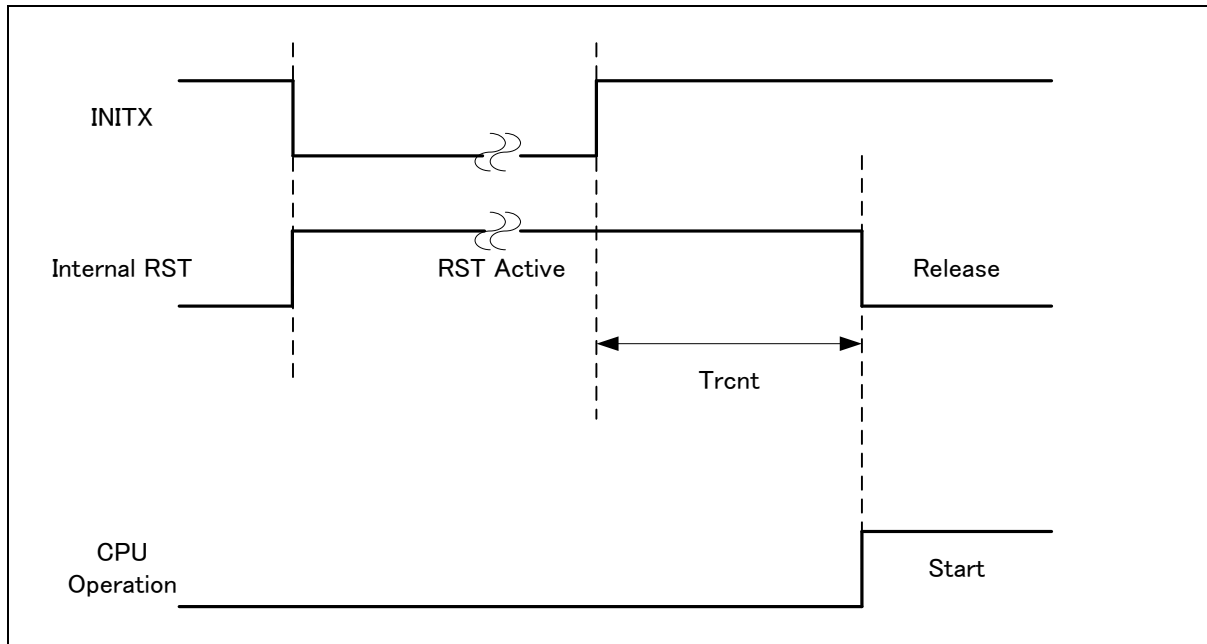 INITX
Internal RST
RST Active
Release
Trcnt
CPU
Operation
Start